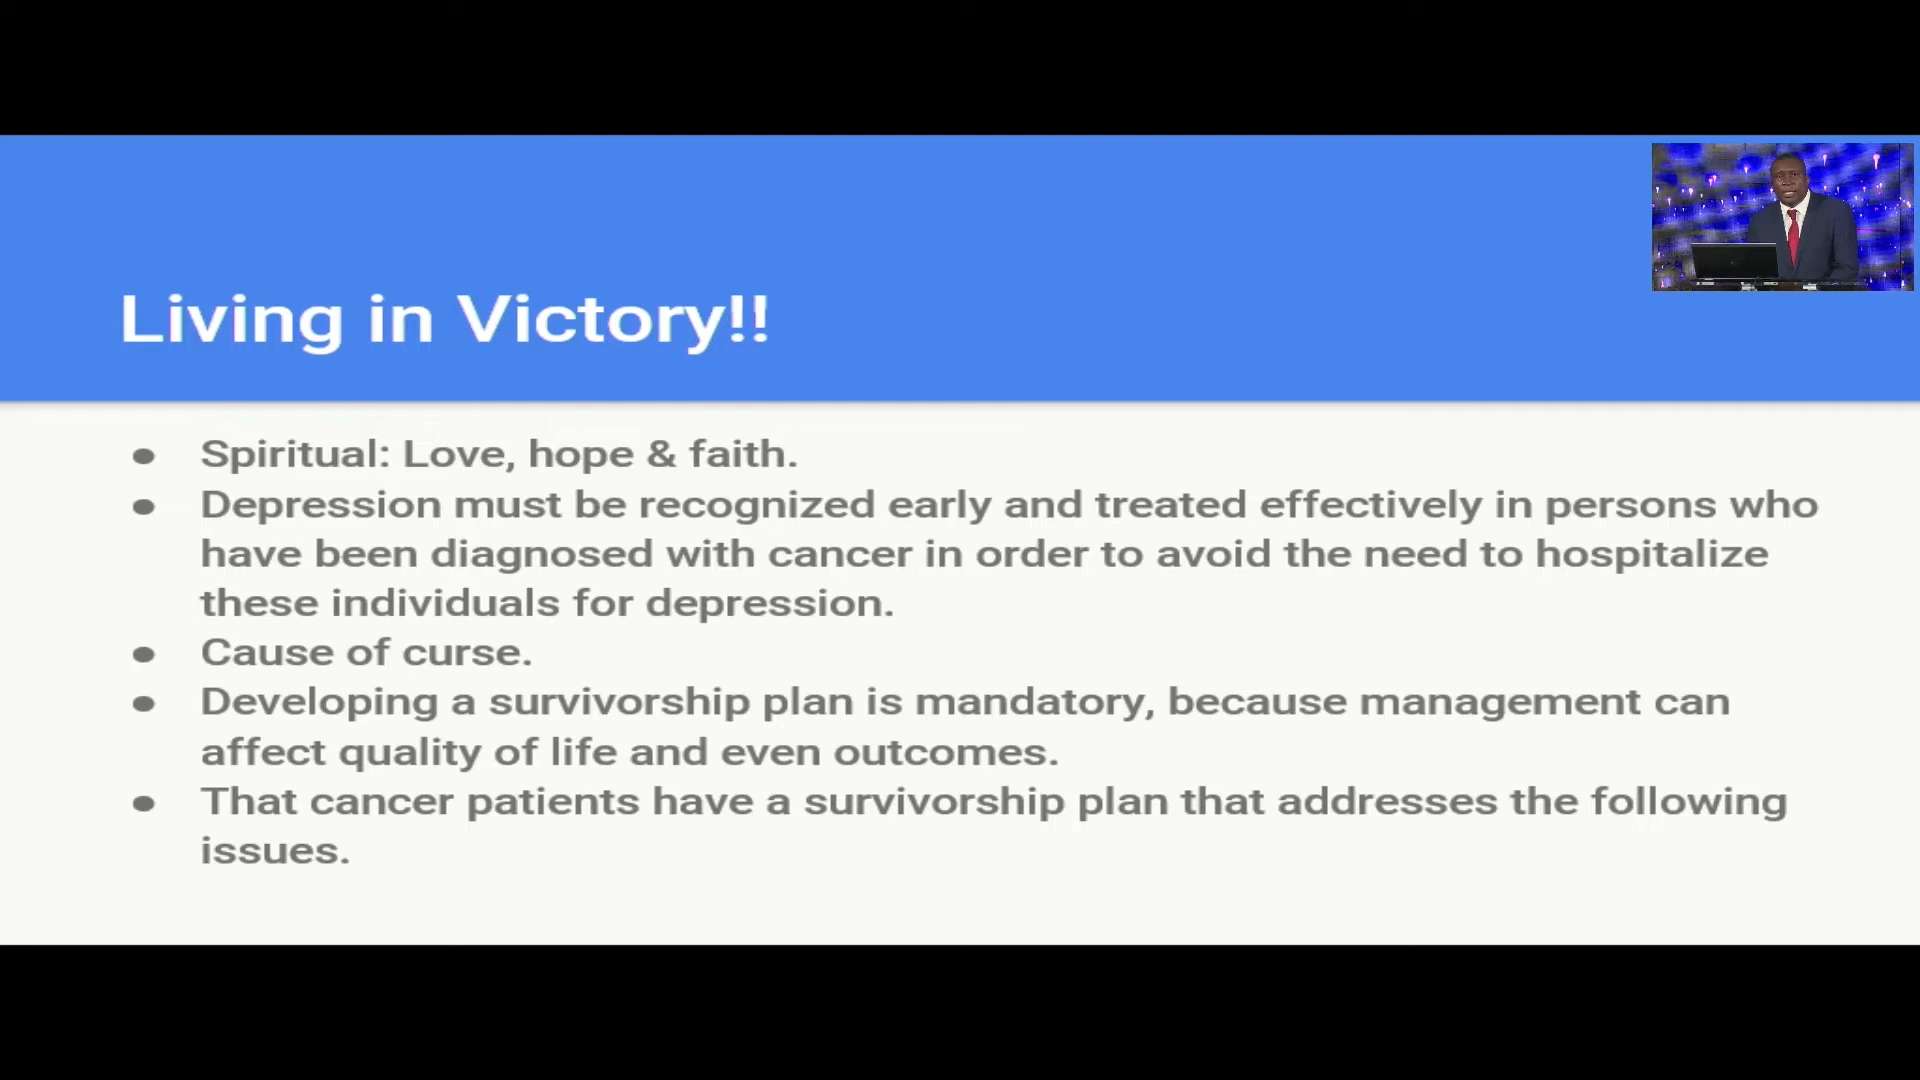 Living in Victory!!
● Spiritual: Love, hope & faith.
● Depression must be recognized early and treated effectively in persons who
have been diagnosed with cancer in order to avoid the need to hospitalize
these individuals for depression.
● Cause of curse.
● Developing a survivorship plan is mandatory, because management can
affect quality of life and even outcomes.
● That cancer patients have a survivorship plan that addresses the following
issues.